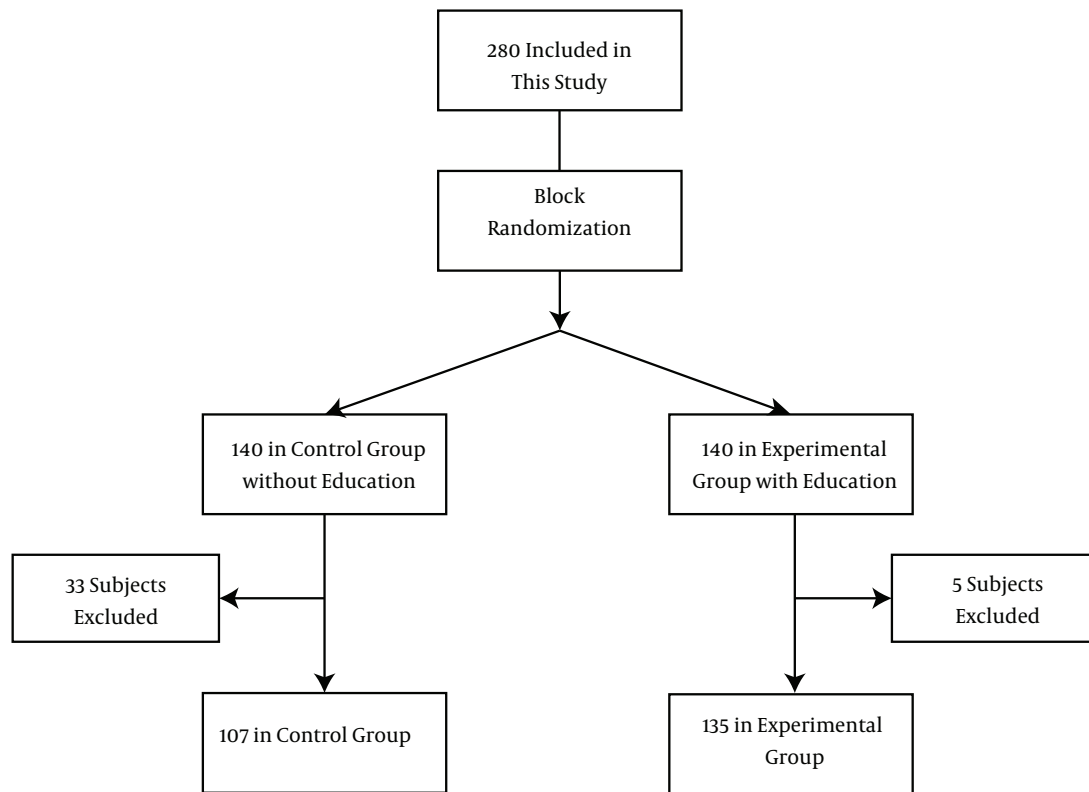 280 Included in
This Study
Block
Randomization
140 in Control Group
without Education
140 in Experimental
Group with Education
33 Subjects
Excluded
5 Subjects
Excluded
107 in Control Group
135 in Experimental
Group